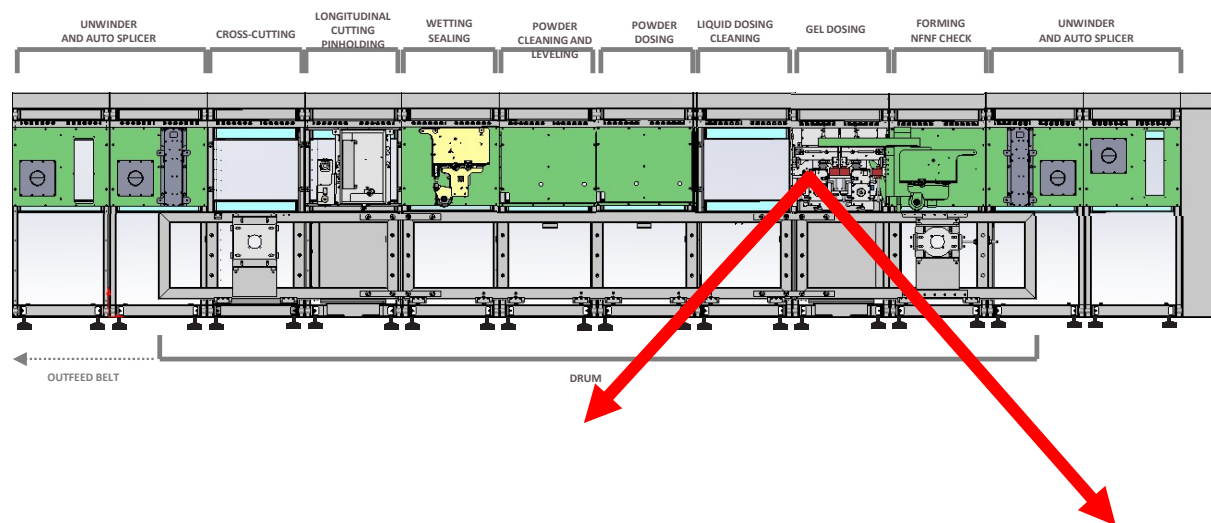 UNWINDER
AND AUTO SPLICER
CROSS-CUTTING
LONGITUDINAL
CUTTING
PINHOLDING
WETTING
SEALING
POWDER
CLEANING AND
LEVELING
POWDER
DOSING
LIQUID DOSING
CLEANING
GEL DOSING
FORMING
NFNF CHECK
UNWINDER
AND AUTO SPLICER
OUTFEED BELT
DRUM